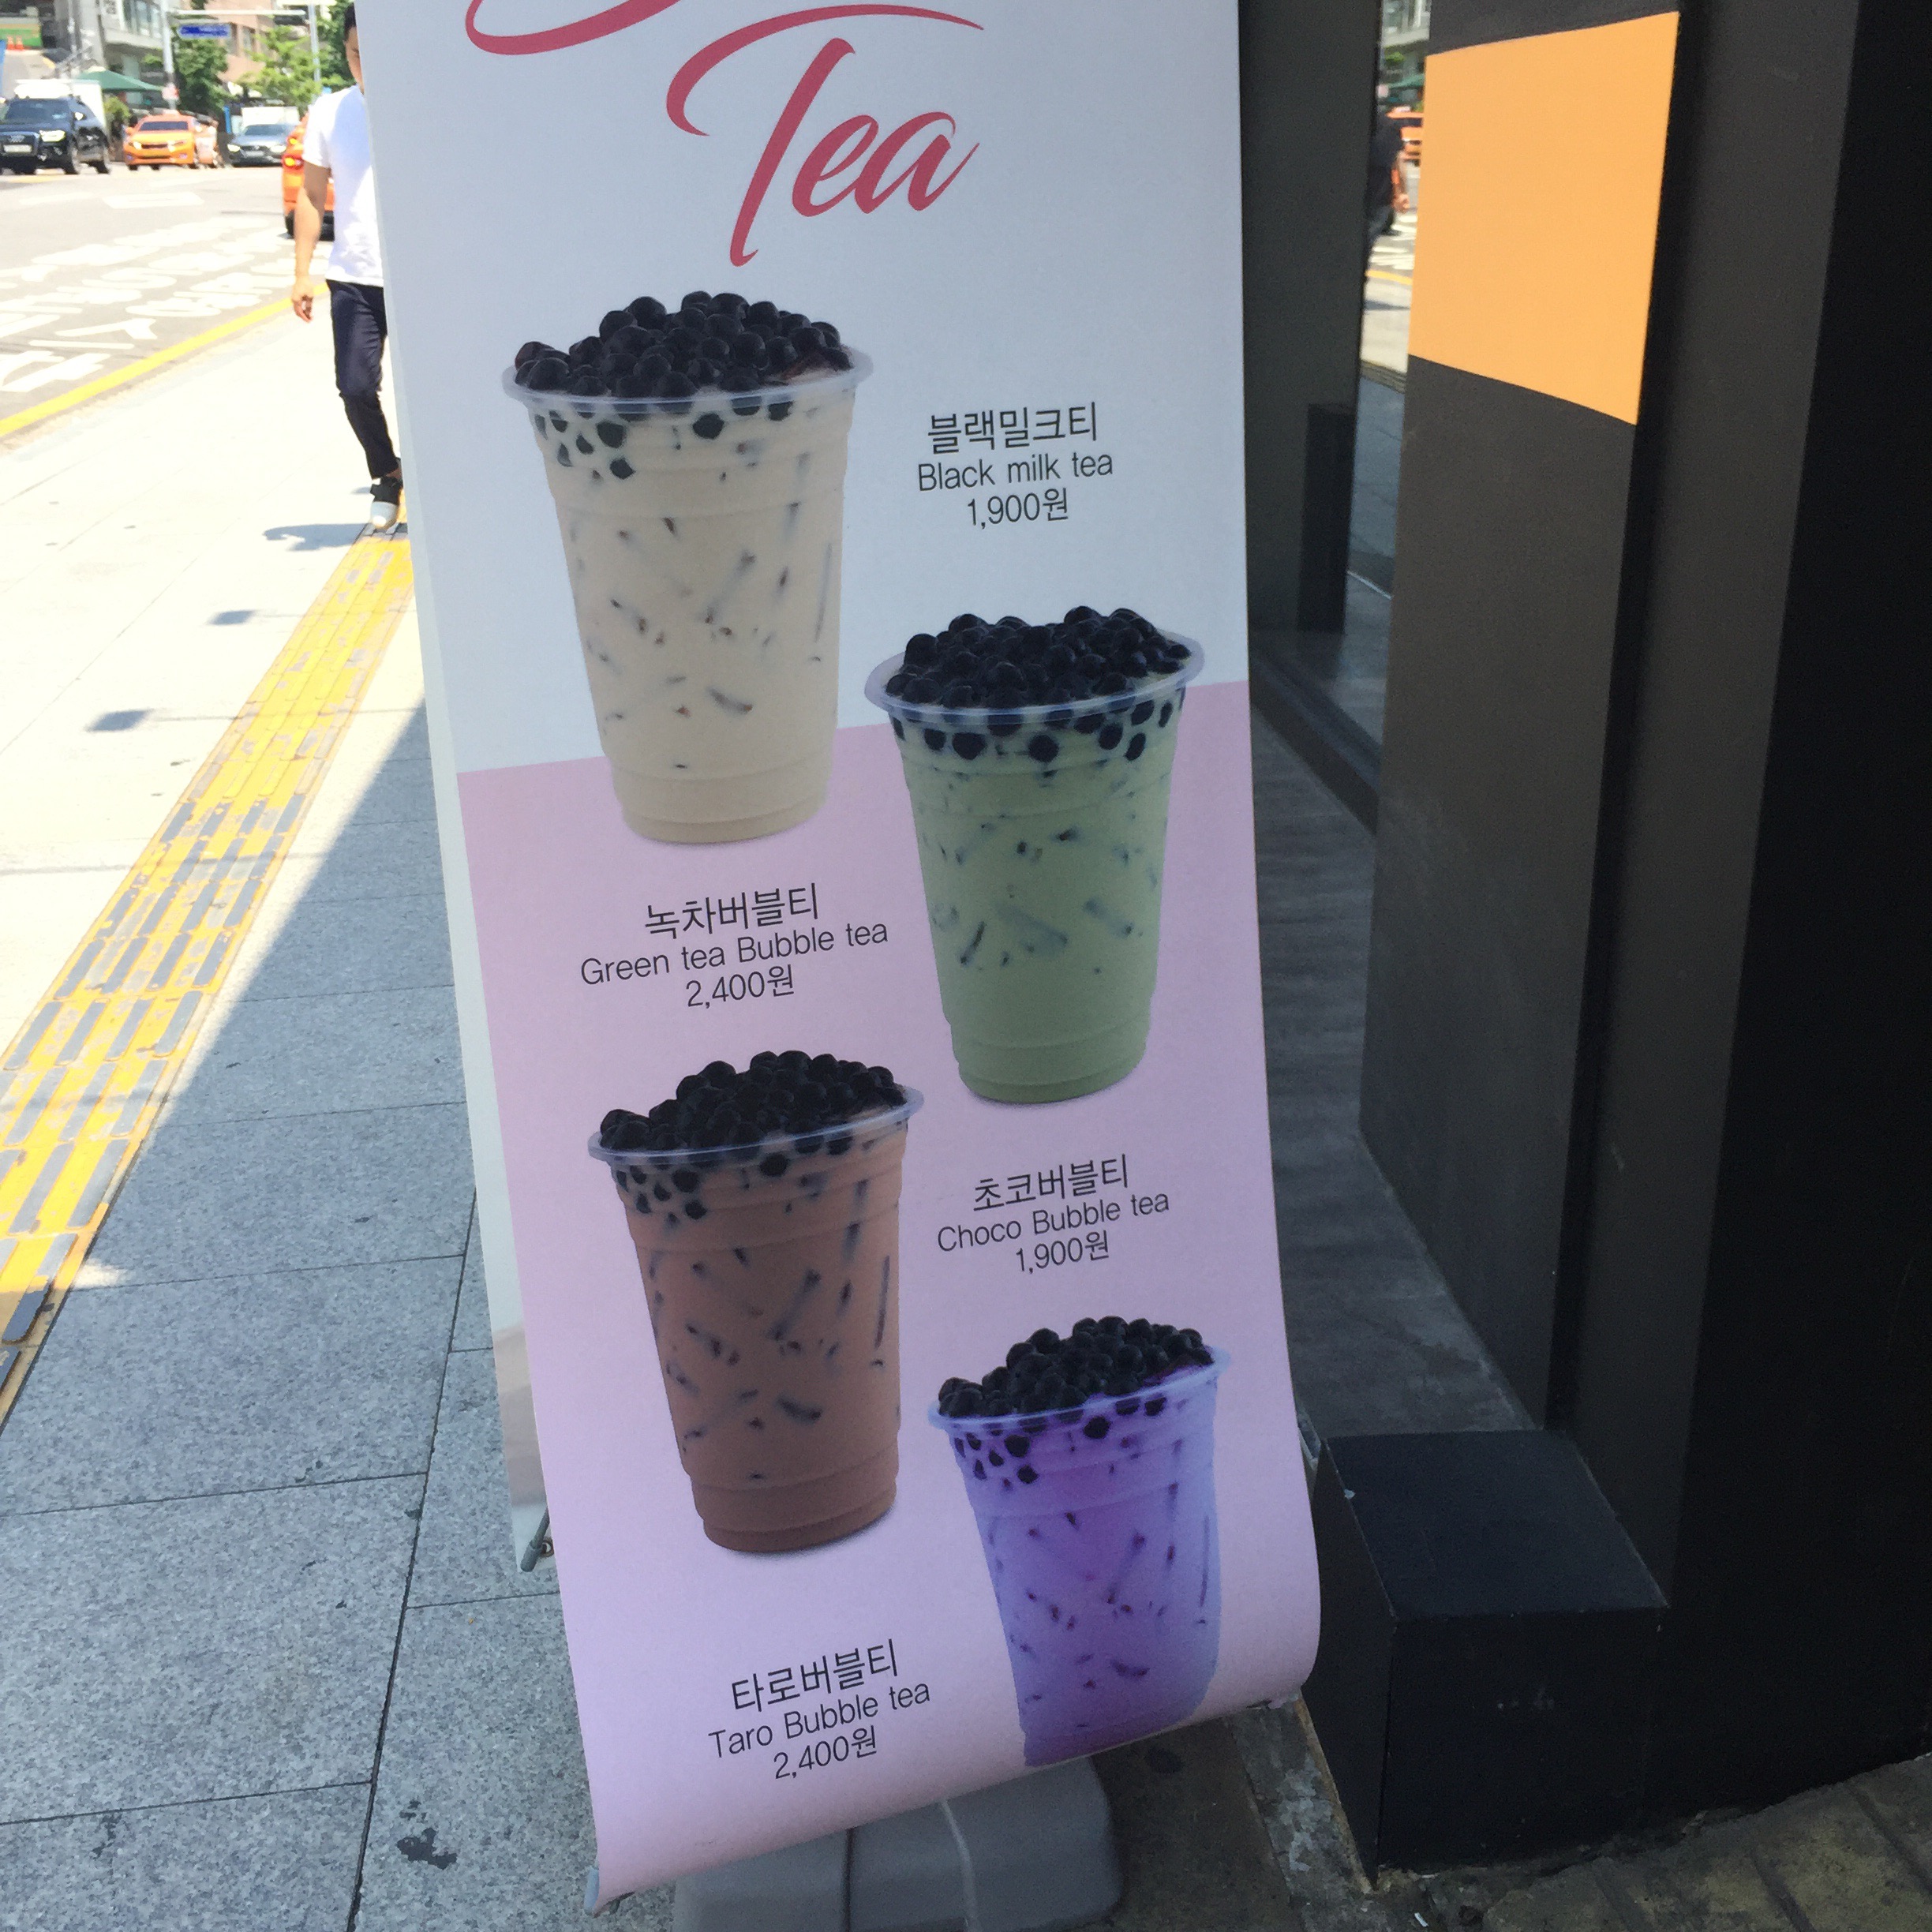 Tea
블랙밀크티
Black milk tea
1,900원
녹차버블티
Green tea Bubble tea
2,400원
초코버블티
Choco Bubble tea
1,900원
타로버블티
Taro Bubble tea
2,400원